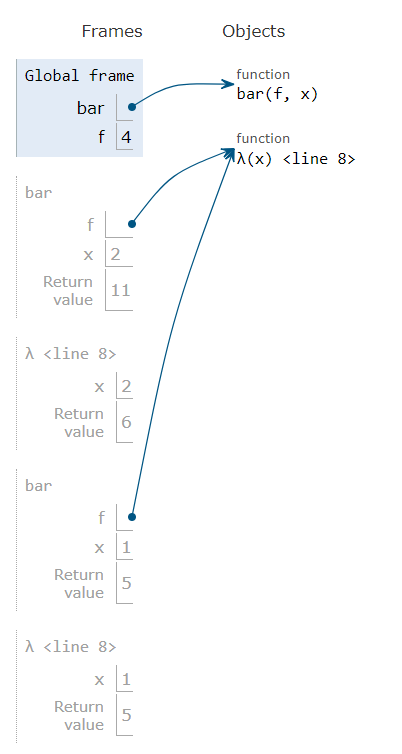 Frames Objects
Global frame
bar
f 4
function
bar(f, x)
function
λ(x) <line 8>
bar
f
x 2
Return
value 11
λ <line 8>
x 2
Return
value 6
bar
f
x 1
Return
value 5
λ <line 8>
x 1
Return
value 5